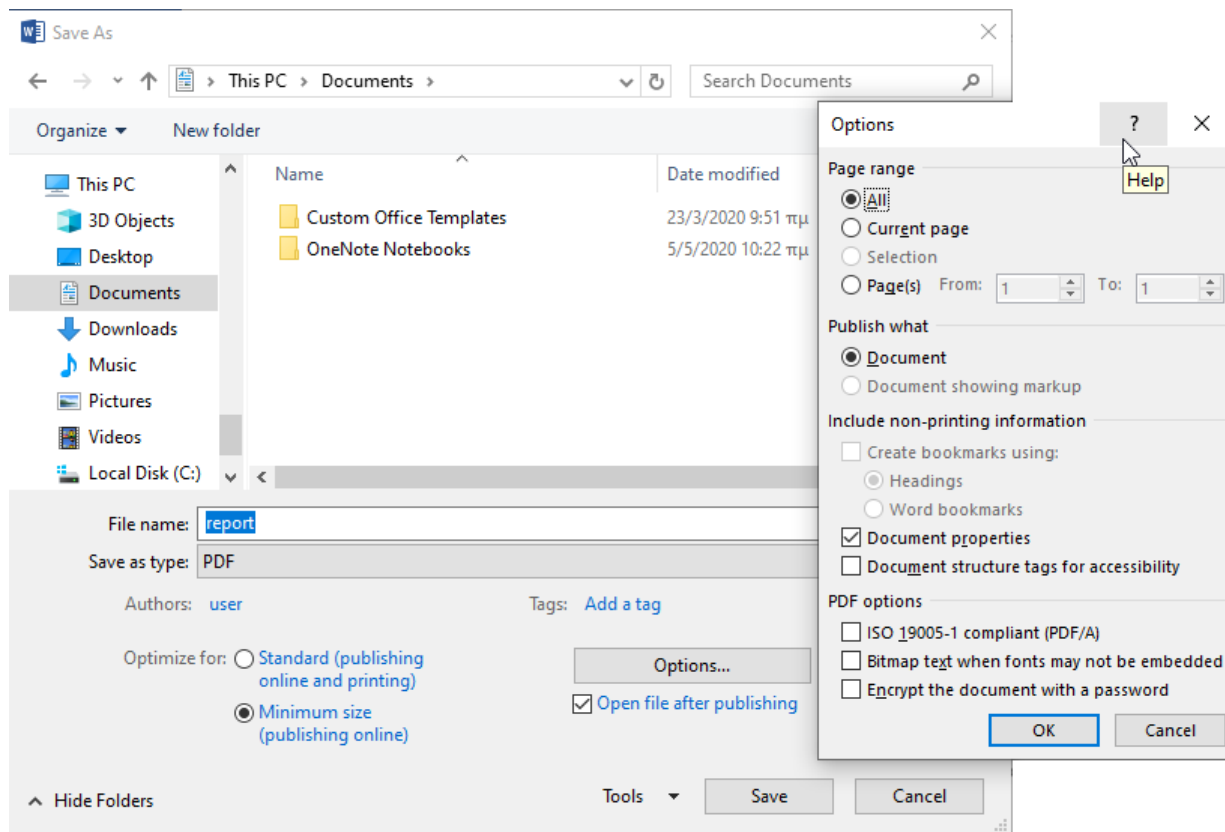 Save As
This PC > Documents >
Search Documents
Organize
New folder
This PC
3D Objects
Desktop
Documents
Downloads
Music
Pictures
Videos
Local Disk (C:)
Name
Date modified
Custom Office Templates
23/3/2020 9:51 πμ
OneNote Notebooks
5/5/2020 10:22 πμ
File name: report
Save as type: PDF
Authors: user
Tags: Add a tag
Optimize for:
Standard (publishing
online and printing)
Minimum size
(publishing online)
Options...
Open file after publishing
Hide Folders
Tools
Save
Cancel
Options
?
Help
Page range
All
Current page
Selection
Page(s) From: 1 To: 1
Publish what
Document
Document showing markup
Include non-printing information
Create bookmarks using:
Headings
Word bookmarks
Document properties
Document structure tags for accessibility
PDF options
ISO 19005-1 compliant (PDF/A)
Bitmap text when fonts may not be embedded
Encrypt the document with a password
OK
Cancel